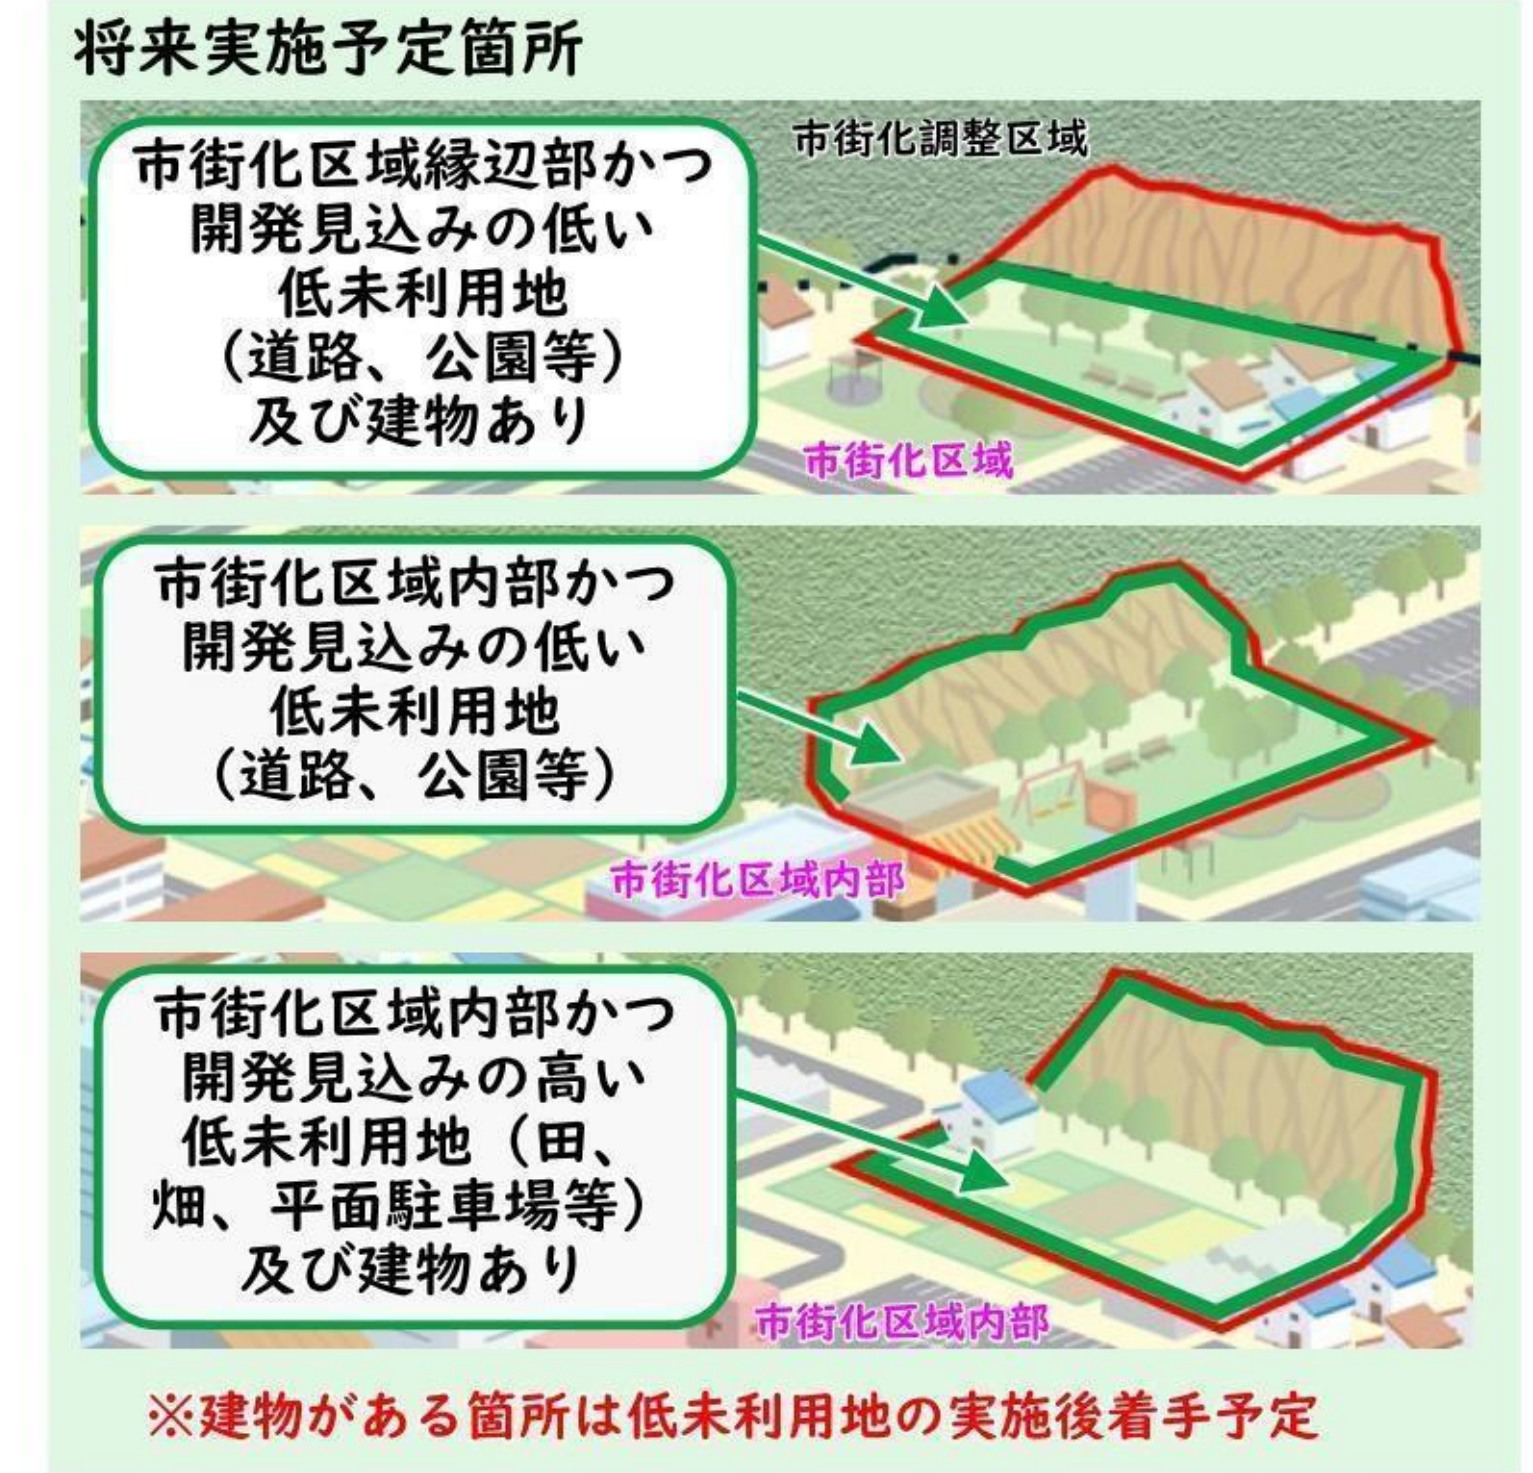 将来実施予定箇所
市街化区域縁辺部かつ
開発見込みの低い
低未利用地
（道路、公園等）
及び建物あり
市街化調整区域
市街化区域
市街化区域内部かつ
開発見込みの低い
低未利用地
（道路、公園等）
市街化区域内部
市街化区域内部かつ
開発見込みの高い
低未利用地（田、
畑、平面駐車場等）
及び建物あり
市街化区域内部
※建物がある箇所は低未利用地の実施後着手予定